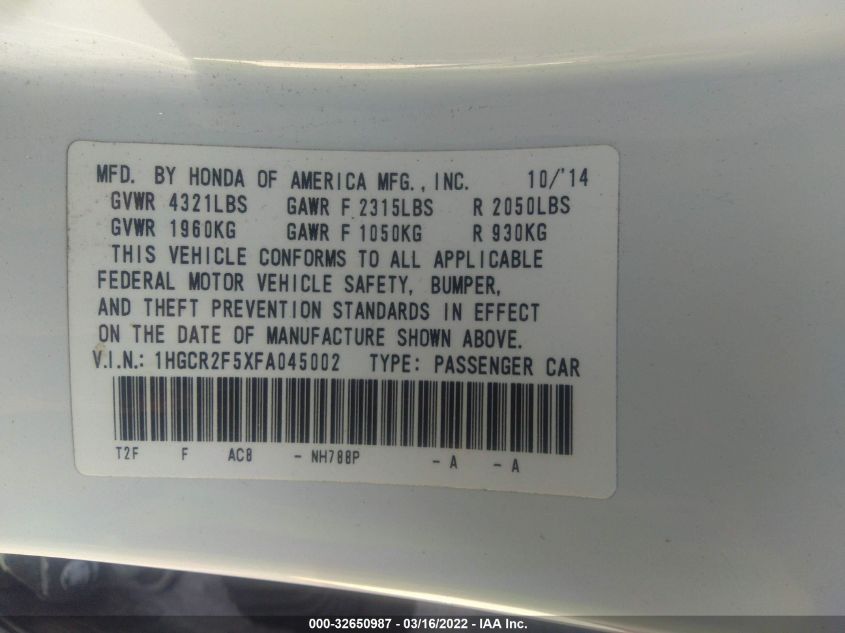 MFD. BY HONDA OF AMERICA MFG., INC. 10/'14
GVWR 4321LBS GAWR F 2315LBS R 2050LBS
GVWR 1960KG GAWR F 1050KG R 930KG
THIS VEHICLE CONFORMS TO ALL APPLICABLE
FEDERAL MOTOR VEHICLE SAFETY, BUMPER,
AND THEFT PREVENTION STANDARDS IN EFFECT
ON THE DATE OF MANUFACTURE SHOWN ABOVE.
V.I.N.: 1HGCR2F5XFA045002 TYPE: PASSENGER CAR
T2F F AC8 - NH788P - A - A
000-32650987 - 03/16/2022 - IAA Inc.